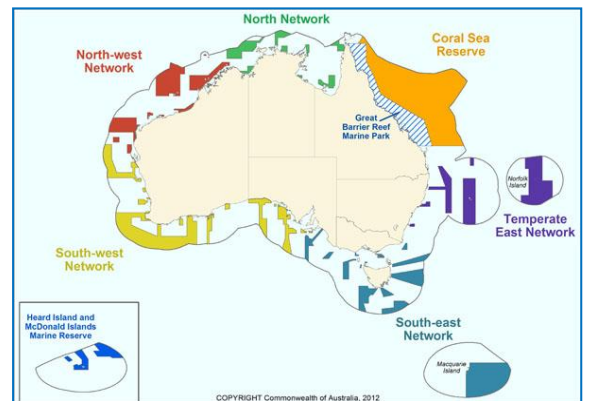 North Network
North-west
Network
Coral Sea
Reserve
Great
Barrier Reef
Marine Park
Norfolk
Island
Temperate
East Network
South-west
Network
South-east
Network
Heard Island and
McDonald Islands
Marine Reserve
Macquarie
Island
COPYRIGHT Commonwealth of Australia, 2012